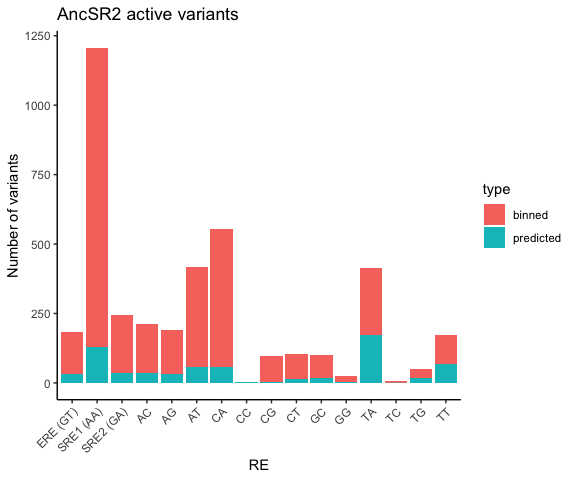 AncSR2 active variants
Number of variants
1250
1000
750
500
250
0
ERE (GT)
SRE1 (AA)
SRE2 (GA)
AC
AG
AT
CA
CC
CG
CT
GC
GG
TA
TC
TG
TT
RE
type
binned
predicted